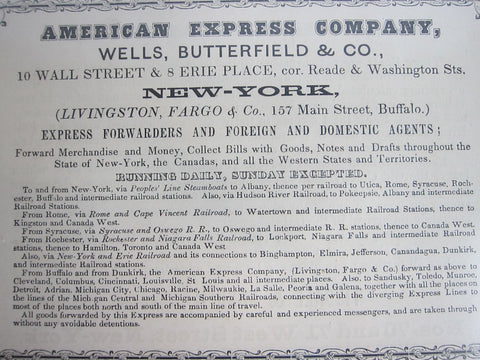 AMERICAN EXPRESS COMPANY,
WELLS, BUTTERFIELD & CO.,
10 WALL STREET & 8 ERIE PLACE, cor. Reade & Washington Sts.
NEW-YORK,
(LIVINGSTON, FARGO & Co., 157 Main Street, Buffalo.)
EXPRESS FORWARDERS AND FOREIGN AND DOMESTIC AGENTS;
Forward Merchandise and Money, Collect Bills with Goods, Notes and Drafts throughout the
State of New-York, the Canadas, and all the Western States and Territories.
RUNNING DAILY, SUNDAY EXCEPTED.
To and from New-York, via Peoples' Line Steamboats to Albany, thence per railroad to Utica, Rome, Syracuse, Roch-
ester, Buffalo and intermediate railroad stations. Also, via Hudson River Railroad, to Pokeepsie, Albany and intermediate
Railroad Stations.
From Rome, via Rome and Cape Vincent Railroad, to Watertown and intermediate Railroad Stations, thence to
Kingston and Canada West.
From Syracuse, via Syracuse and Oswego R. R., to Oswego and intermediate R. R. stations, thence to Canada West.
From Rochester, via Rochester and Niagara Falls Railroad, to Lockport, Niagara Falls and intermediate Railroad
stations, thence to Hamilton, Toronto and Canada West
Also, via New-York and Erie Railroad and its connections to Binghampton, Elmira, Jefferson, Canandagua, Dunkirk,
and intermediate Railroad stations.
From Buffalo and from Dunkirk, the American Express Company, (Livingston, Fargo & Co.) forward as above to
Cleveland, Columbus, Cincinnati, Louisville, St Louis and all intermediate places. Also, to Sandusky, Toledo, Munroe,
Detroit, Adrian, Michigan City, Chicago, Racine, Milwaukie, La Salle, Peoria and Galena, together with all the places on
the lines of the Michigan Central and Michigan Southern Railroads, connecting with the diverging Express Lines to
most of the places both north and south of the main line of travel.
All goods forwarded by this Express are accompanied by careful and experienced messengers, and are taken through
without any avoidable detentions.